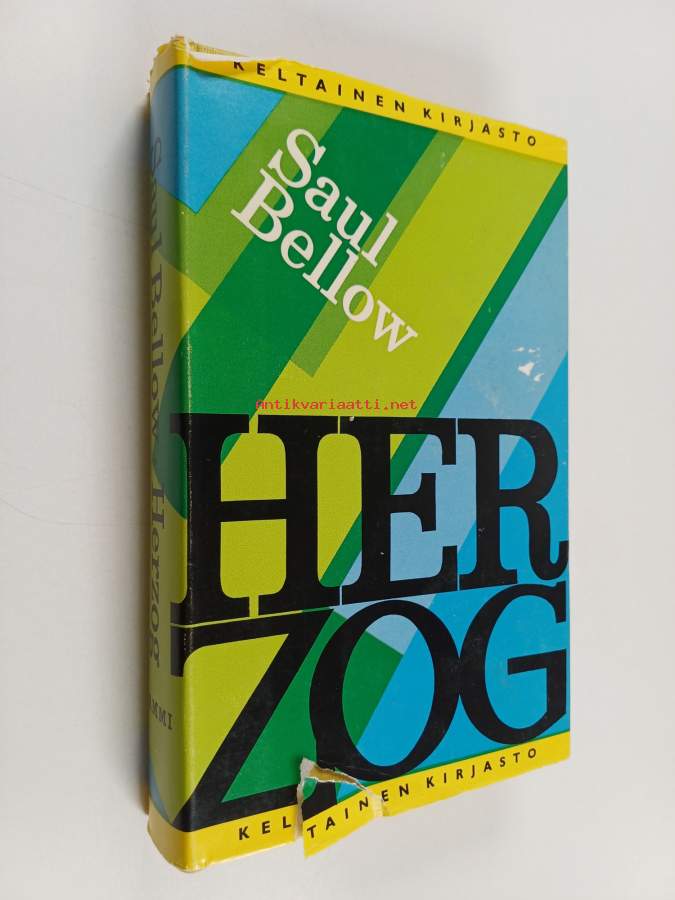 KELTAINEN KIRJASTO
Saul
Bellow
Antikvariaatti.net
HER
ZOG
KELTAINEN KIRJASTO
Saul Bellow Herzog